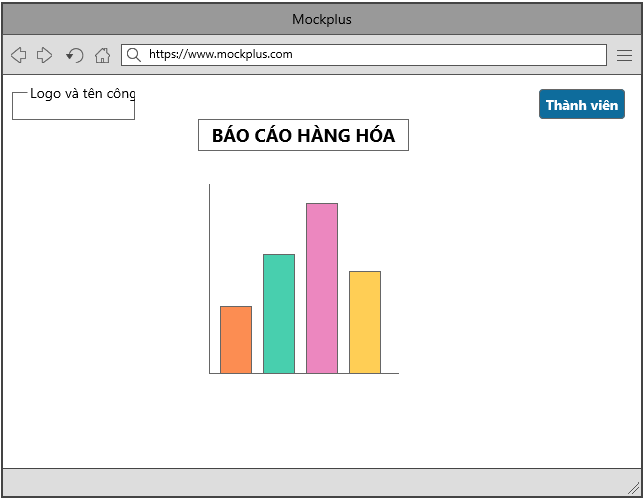 Mockplus
https://www.mockplus.com
Logo và tên công
Thành viên
BÁO CÁO HÀNG HÓA